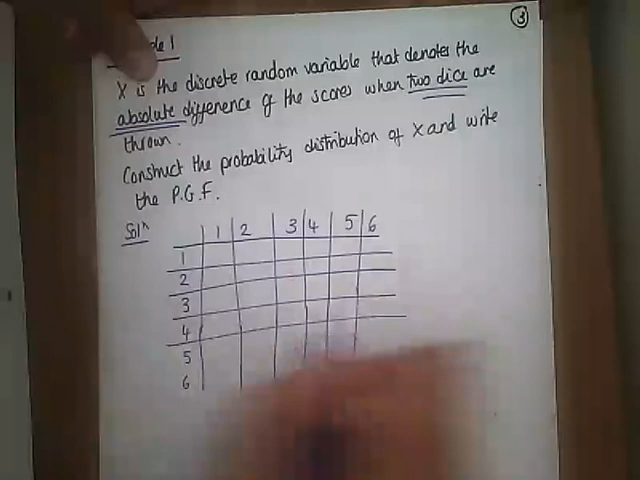 ③
1
X is the discrete random variable that denotes the
absolute difference of the scores when two dice are
thrown.
Construct the probability distribution of X and write
the P.G.F.
Solⁿ
1 2 3 4 5 6
1
2
3
4
5
6